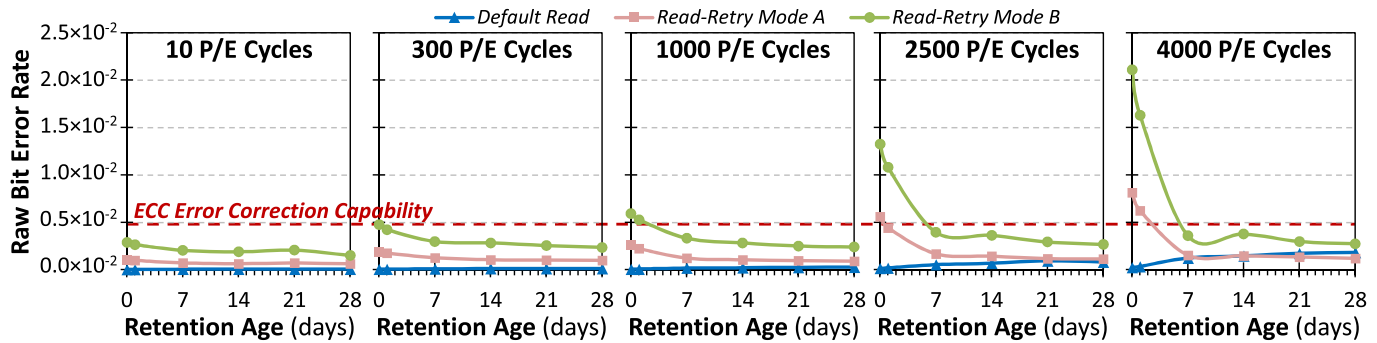 Default Read Read-Retry Mode A Read-Retry Mode B
Raw Bit Error Rate
2.5×10⁻²
2.0×10⁻²
1.5×10⁻²
1.0×10⁻²
0.5×10⁻²
0.0×10⁻²
10 P/E Cycles
300 P/E Cycles
1000 P/E Cycles
2500 P/E Cycles
4000 P/E Cycles
ECC Error Correction Capability
0 7 14 21 28
0 7 14 21 28
0 7 14 21 28
0 7 14 21 28
0 7 14 21 28
Retention Age (days)
Retention Age (days)
Retention Age (days)
Retention Age (days)
Retention Age (days)